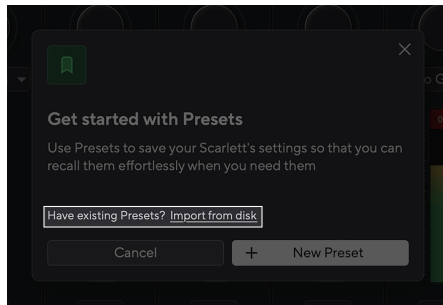 Get started with Presets
Use Presets to save your Scarlett's settings so that you can
recall them effortlessly when you need them
Have existing Presets? Import from disk
Cancel
+ New Preset